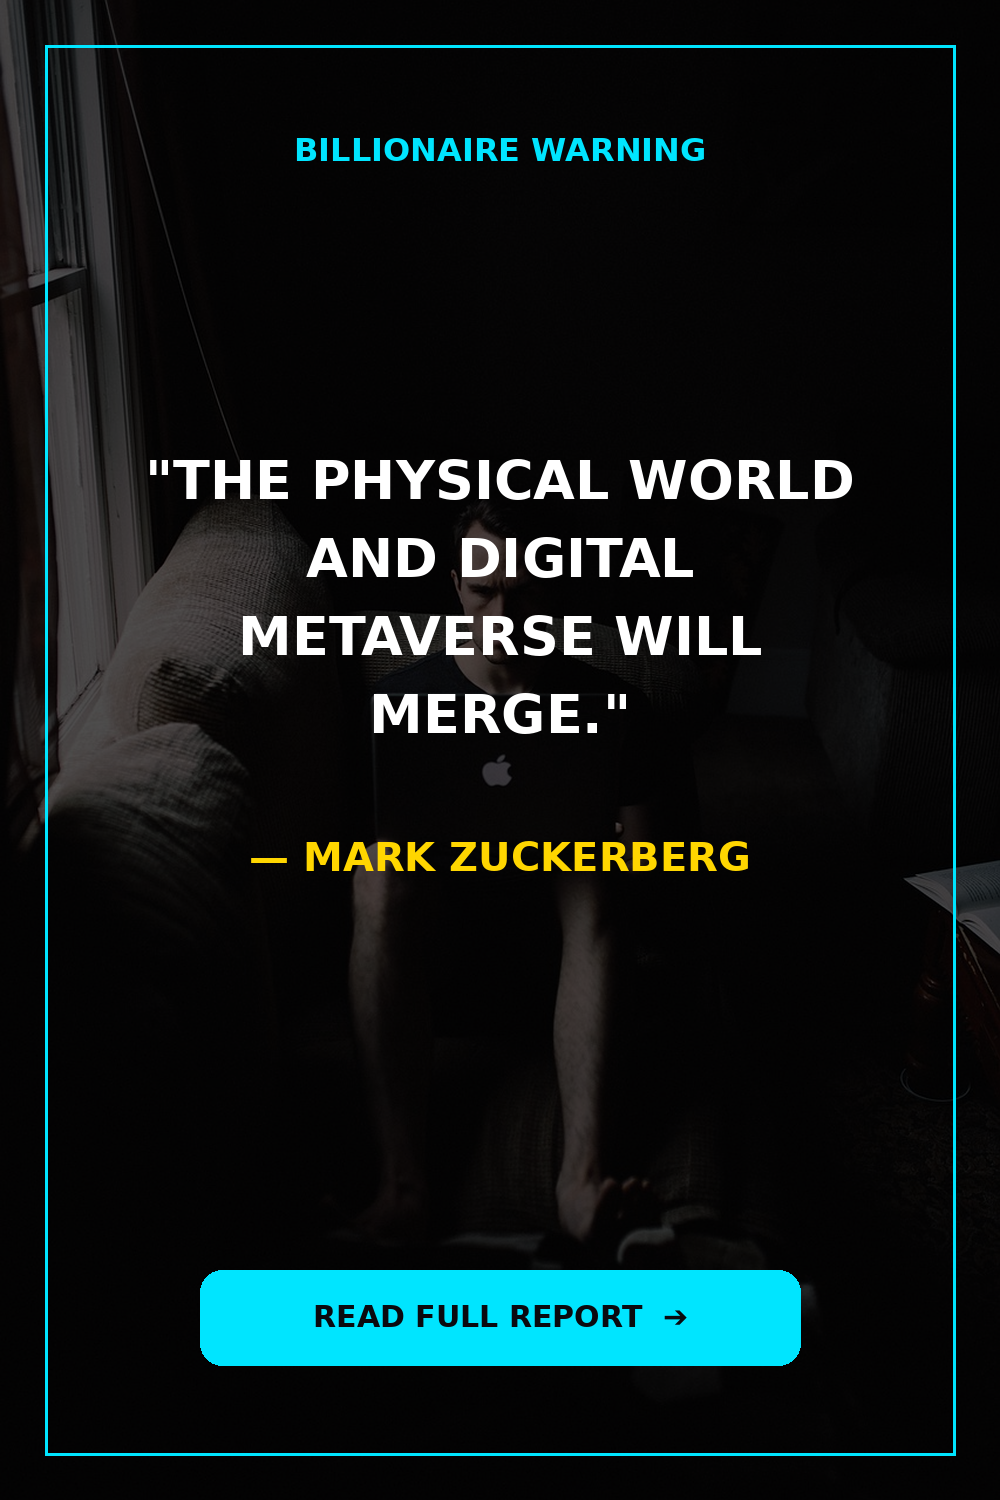 BILLIONAIRE WARNING
"THE PHYSICAL WORLD
AND DIGITAL
METAVERSE WILL
MERGE."
— MARK ZUCKERBERG
READ FULL REPORT ➔